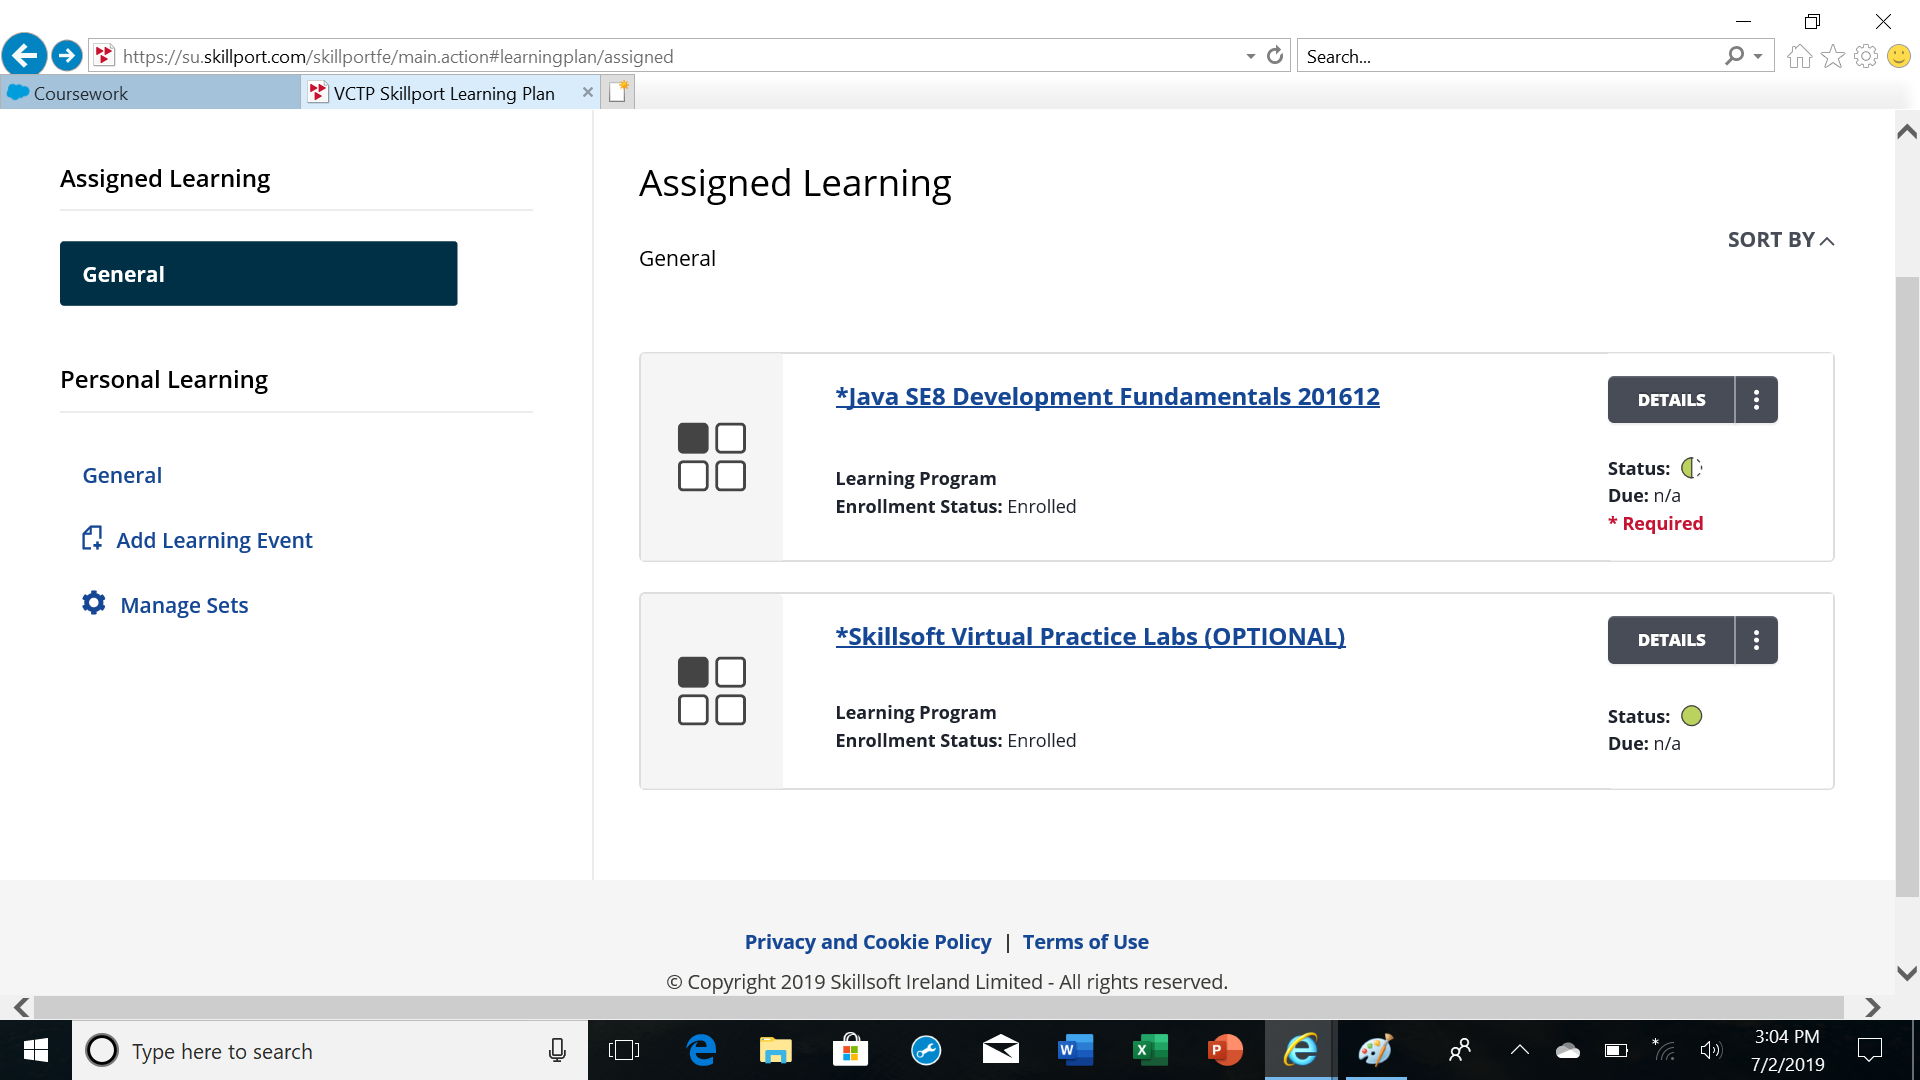 https://su.skillport.com/skillportfe/main.action#learningplan/assigned
Search...
Coursework
VCTP Skillport Learning Plan
Assigned Learning
General
Personal Learning
General
Add Learning Event
Manage Sets
Assigned Learning
SORT BY
General
*Java SE8 Development Fundamentals 201612
DETAILS
Learning Program
Enrollment Status: Enrolled
Status:
Due: n/a
* Required
*Skillsoft Virtual Practice Labs (OPTIONAL)
DETAILS
Learning Program
Enrollment Status: Enrolled
Status:
Due: n/a
Privacy and Cookie Policy | Terms of Use
© Copyright 2019 Skillsoft Ireland Limited - All rights reserved.
Type here to search
3:04 PM
7/2/2019